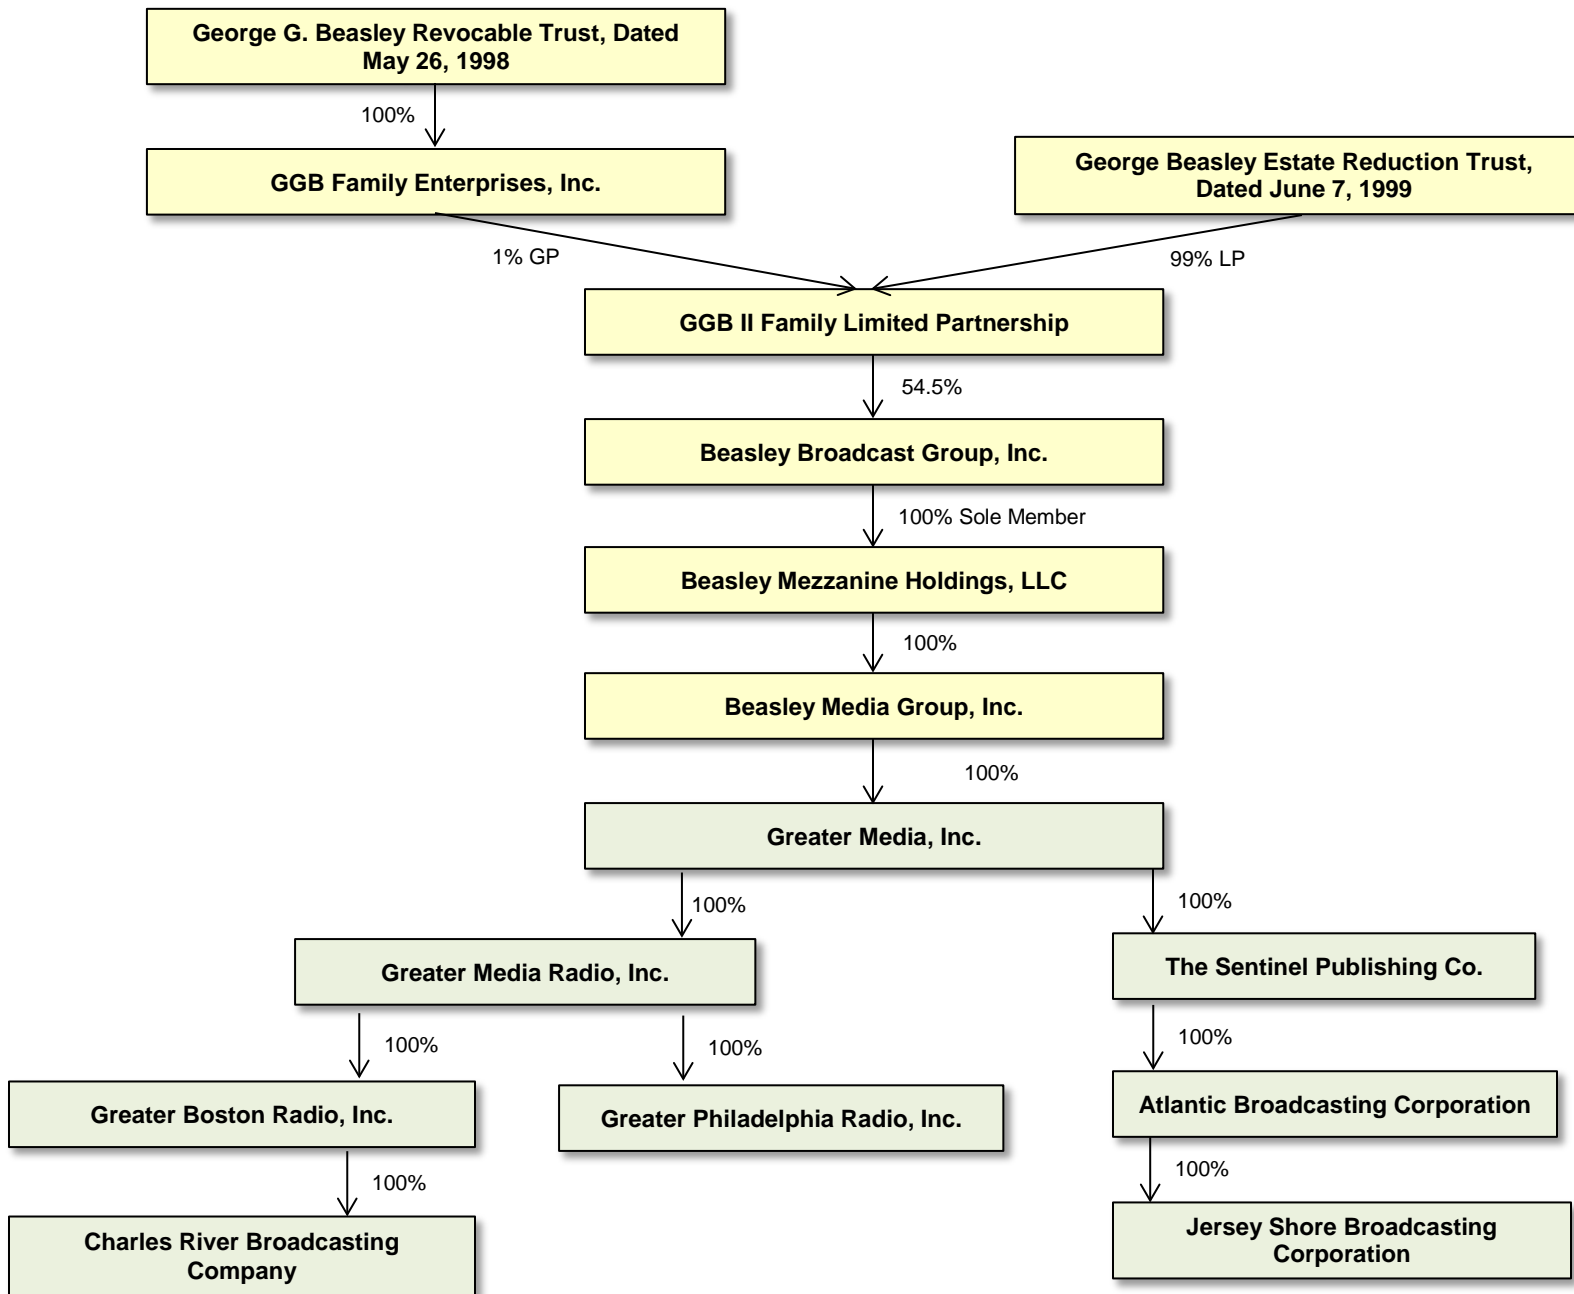 George G. Beasley Revocable Trust, Dated
May 26, 1998
100%
GGB Family Enterprises, Inc.
George Beasley Estate Reduction Trust,
Dated June 7, 1999
1% GP
99% LP
GGB II Family Limited Partnership
54.5%
Beasley Broadcast Group, Inc.
100% Sole Member
Beasley Mezzanine Holdings, LLC
100%
Beasley Media Group, Inc.
100%
Greater Media, Inc.
100%
100%
Greater Media Radio, Inc.
The Sentinel Publishing Co.
100%
100%
100%
Greater Boston Radio, Inc.
Greater Philadelphia Radio, Inc.
Atlantic Broadcasting Corporation
100%
100%
Charles River Broadcasting
Company
Jersey Shore Broadcasting
Corporation